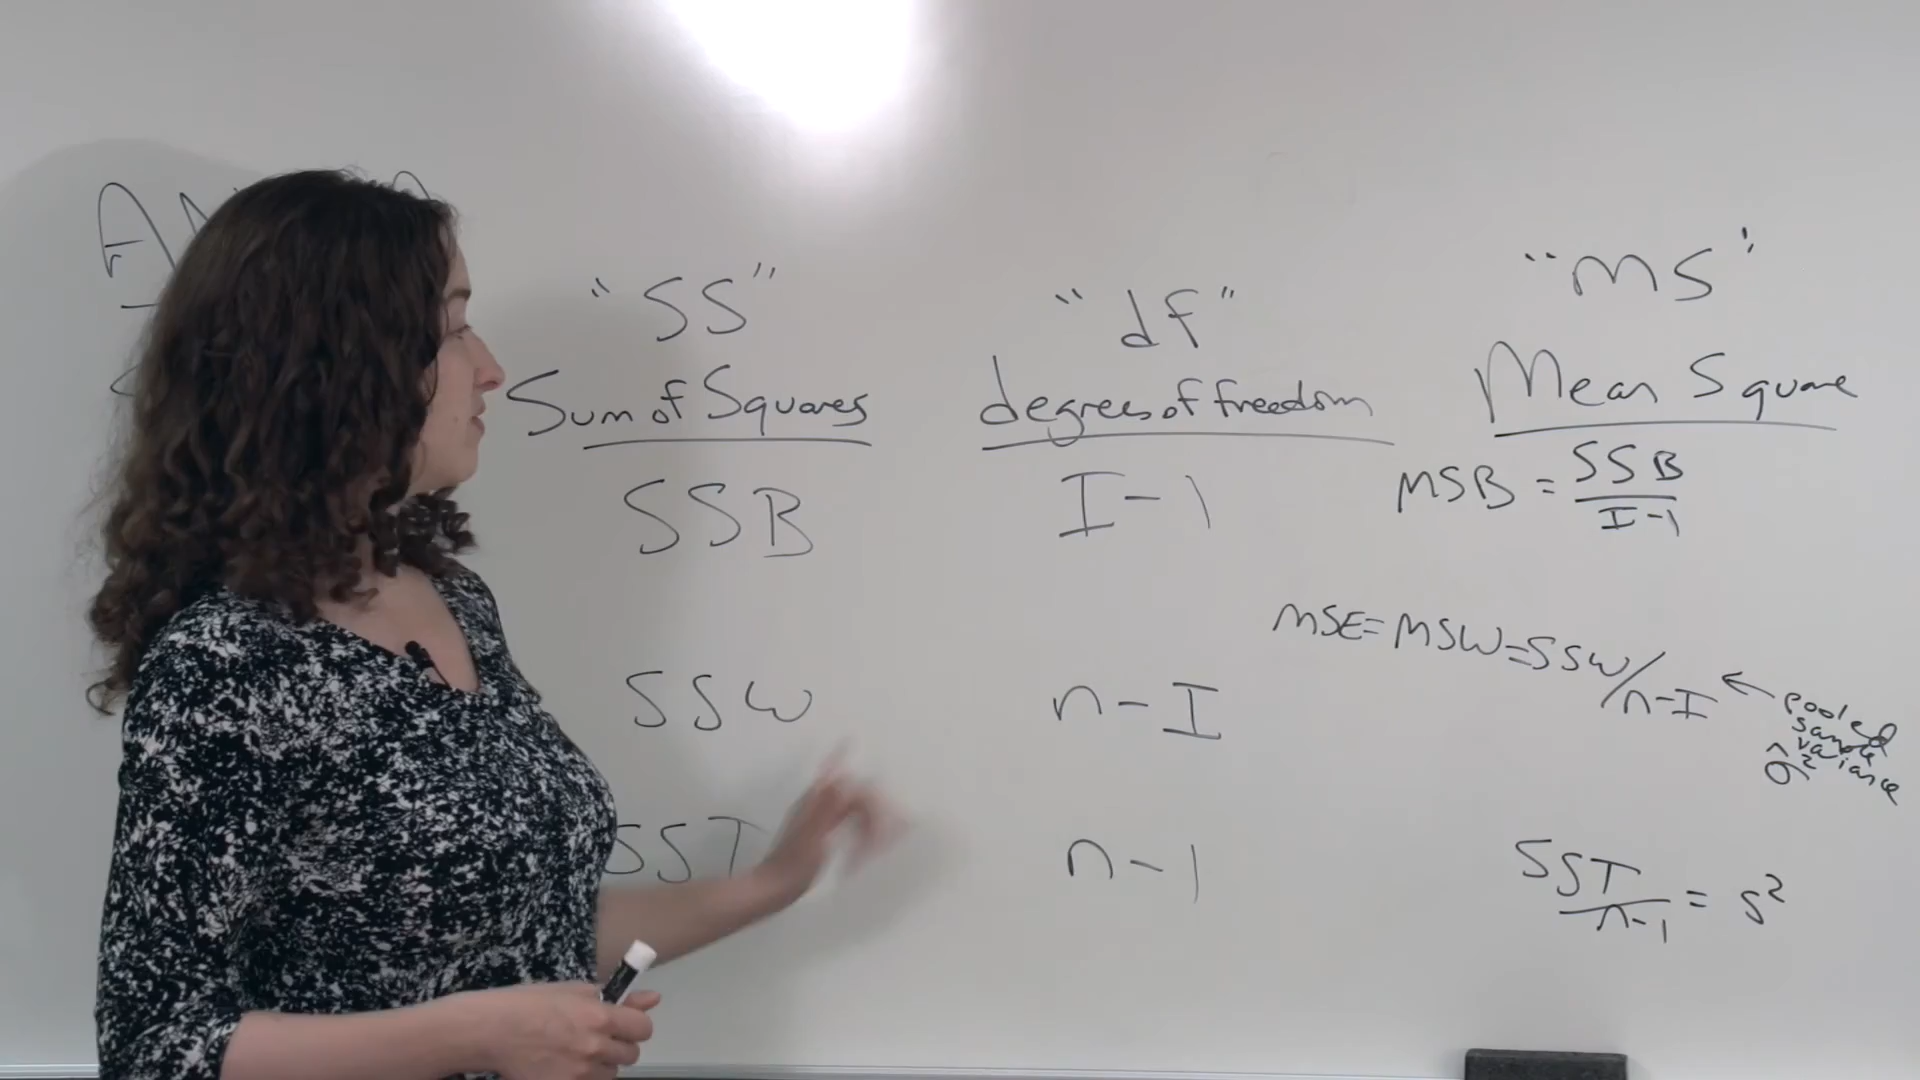 "SS"
"df"
"MS"
Sum of Squares
degrees of freedom
Mean Square
SSB
I-1
MSB = SSB/I-1
SSW
n-I
MSE = MSW = SSW/n-I ← pooled
sample
variance
σ̂²
SST
n-1
SST/n-1 = s²